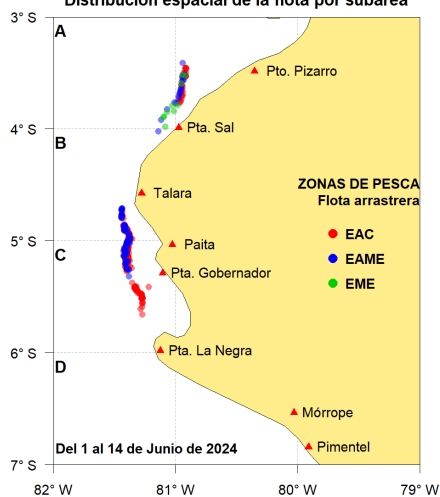 Distribución espacial de la flota por subárea
3° S
A
Pto. Pizarro
4° S
Pta. Sal
B
Talara
ZONAS DE PESCA
Flota arrastrera
EAC
5° S
Paita
C
EAME
Pta. Gobernador
EME
6° S
Pta. La Negra
D
Mórrope
Del 1 al 14 de Junio de 2024
Pimentel
7° S
82° W
81° W
80° W
79° W